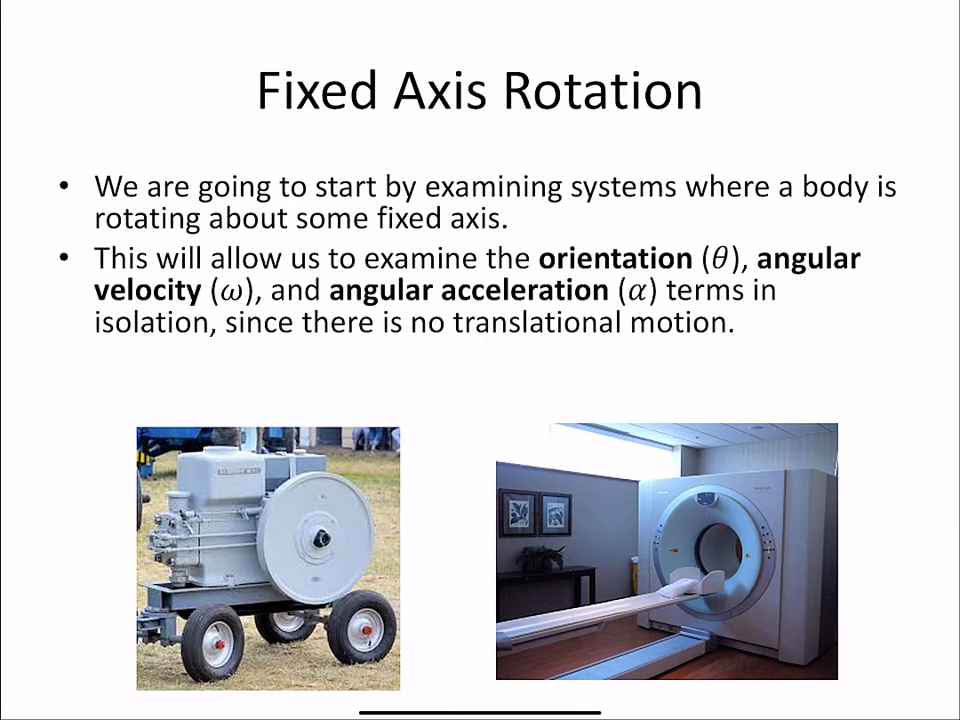 Fixed Axis Rotation
• We are going to start by examining systems where a body is
rotating about some fixed axis.
• This will allow us to examine the orientation (𝜃), angular
velocity (𝜔), and angular acceleration (𝛼) terms in
isolation, since there is no translational motion.